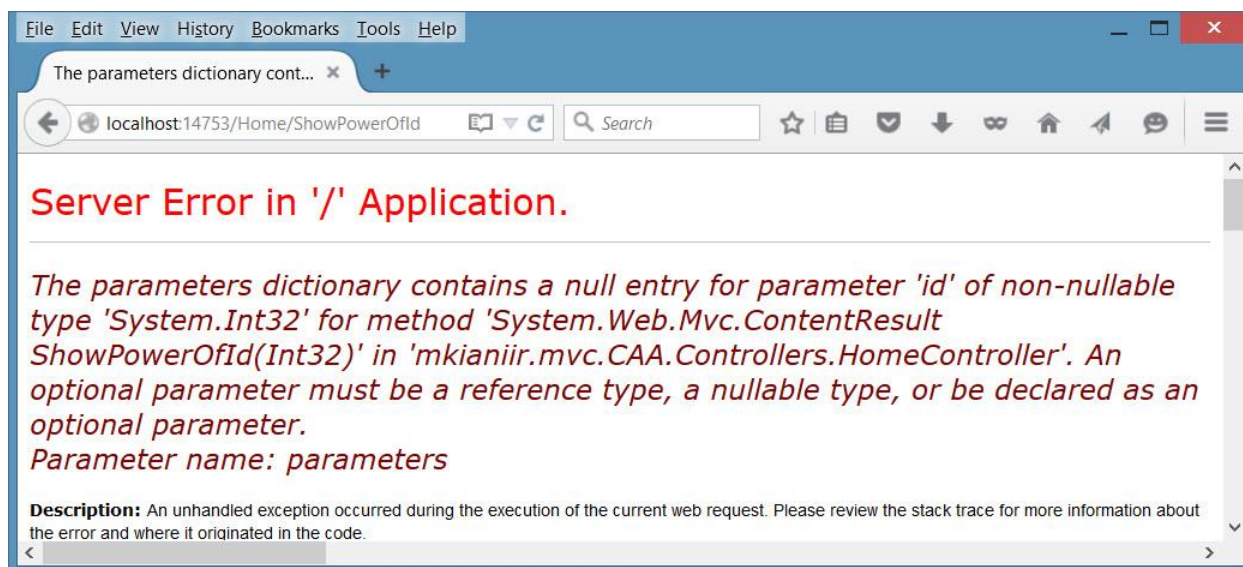 File Edit View History Bookmarks Tools Help
The parameters dictionary cont...
localhost:14753/Home/ShowPowerOfId
Search
Server Error in '/' Application.
The parameters dictionary contains a null entry for parameter 'id' of non-nullable
type 'System.Int32' for method 'System.Web.Mvc.ContentResult
ShowPowerOfId(Int32)' in 'mkianiir.mvc.CAA.Controllers.HomeController'. An
optional parameter must be a reference type, a nullable type, or be declared as an
optional parameter.
Parameter name: parameters
Description: An unhandled exception occurred during the execution of the current web request. Please review the stack trace for more information about
the error and where it originated in the code.